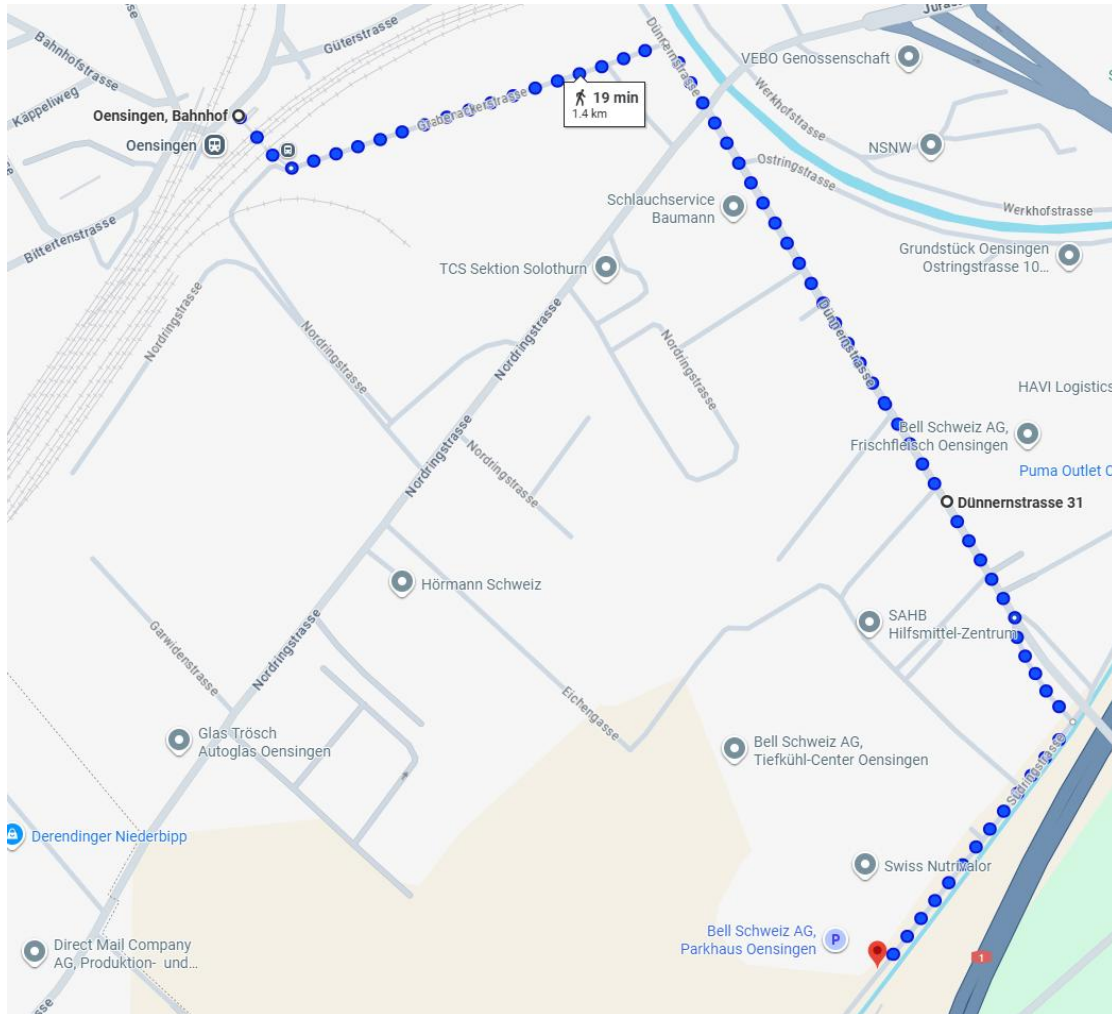 Bahnhofstrasse
Güterstrasse
Dünnernstrasse
Juras
VEBO Genossenschaft
Käppeliweg
19 min
1.4 km
Werkhofstrasse
Oensingen, Bahnhof
Grabenackerstrasse
Oensingen
NSNW
Ostringstrasse
Schlauchservice
Baumann
Werkhofstrasse
Bittertenstrasse
Grundstück Oensingen
Ostringstrasse 10...
TCS Sektion Solothurn
Nordringstrasse
Nordringstrasse
Nordringstrasse
Dünnernstrasse
Nordringstrasse
HAVI Logistics
Bell Schweiz AG,
Frischfleisch Oensingen
Nordringstrasse
Nordringstrasse
Puma Outlet C
Dünnernstrasse 31
Hörmann Schweiz
SAHB
Hilfsmittel-Zentrum
Garwidenstrasse
Nordringstrasse
Eichengasse
Glas Trösch
Autoglas Oensingen
Bell Schweiz AG,
Tiefkühl-Center Oensingen
Südringstrasse
Derendinger Niederbipp
Swiss Nutrivalor
Bell Schweiz AG,
Parkhaus Oensingen
P
Direct Mail Company
AG, Produktion- und...
1